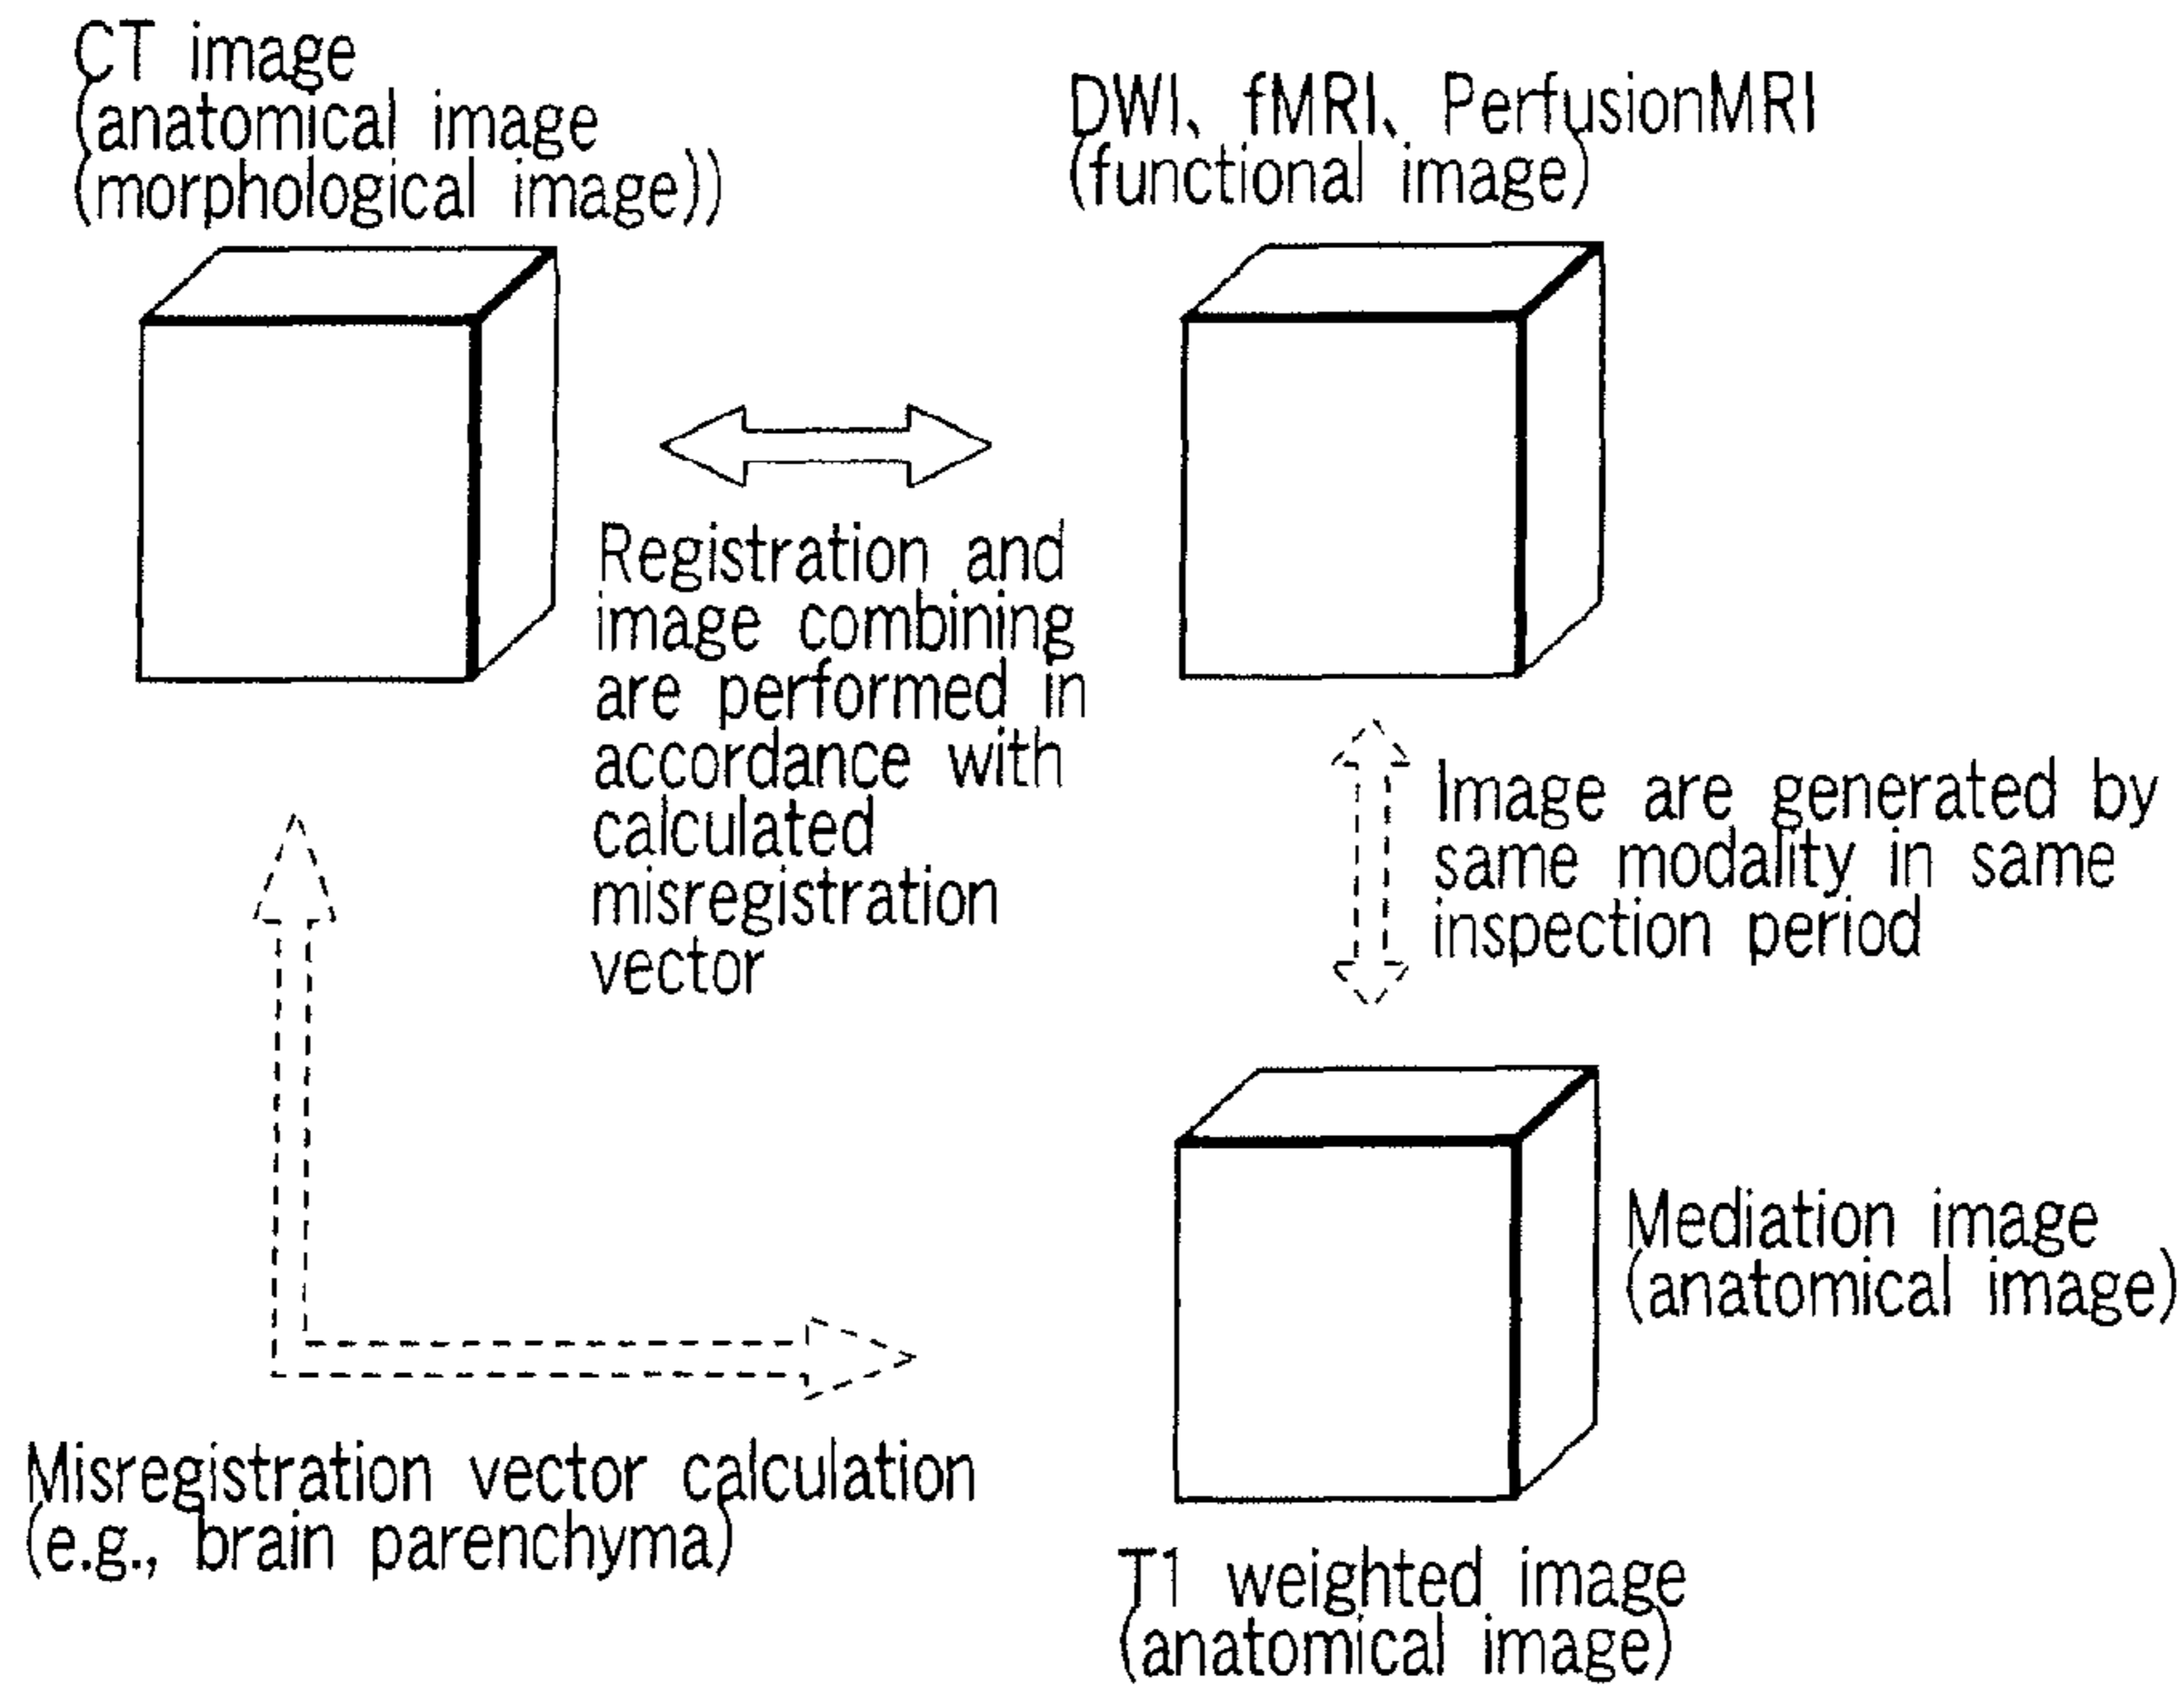 CT image
(anatomical image
(morphological image))
DWI、fMRI、PerfusionMRI
(functional image)
Registration and
image combining
are performed in
accordance with
calculated
misregistration
vector
Image are generated by
same modality in same
inspection period
Mediation image
(anatomical image)
Misregistration vector calculation
(e.g., brain parenchyma)
T1 weighted image
(anatomical image)